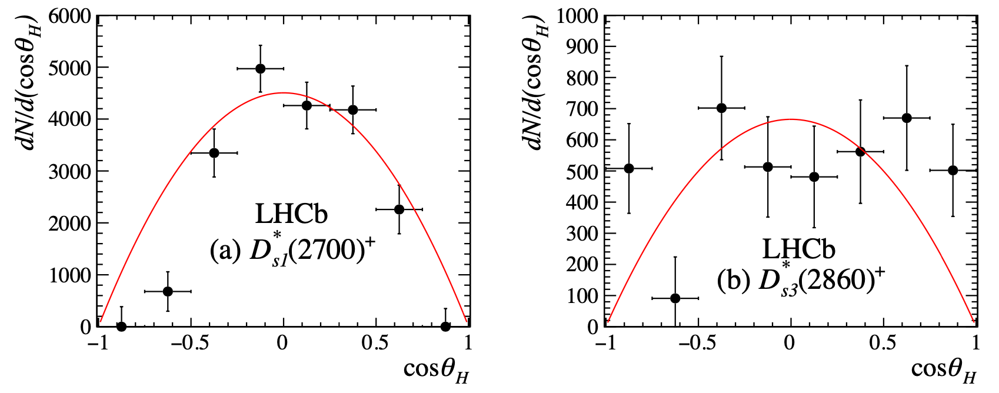 dN/d(cosθH)
6000
5000
4000
3000
2000
1000
0
LHCb
(a) D*s1(2700)+
−1 −0.5 0 0.5 1
cosθH
dN/d(cosθH)
1000
900
800
700
600
500
400
300
200
100
0
LHCb
(b) D*s3(2860)+
−1 −0.5 0 0.5 1
cosθH